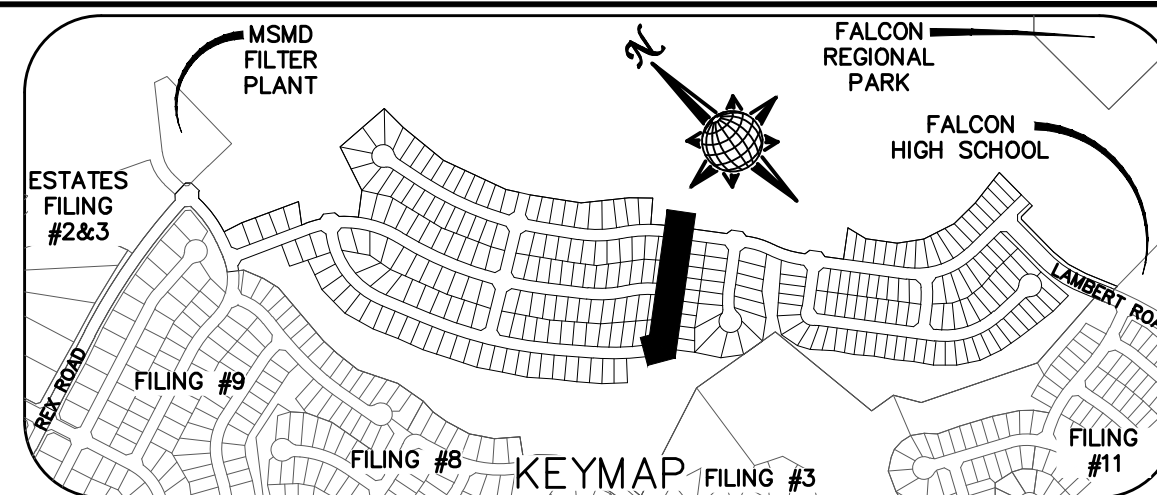 MSMD
FILTER
PLANT
N
FALCON
REGIONAL
PARK
FALCON
HIGH SCHOOL
ESTATES
FILING
#2&3
LAMBERT ROA
REX ROAD
FILING #9
FILING #8
KEYMAP
FILING #3
FILING
#11